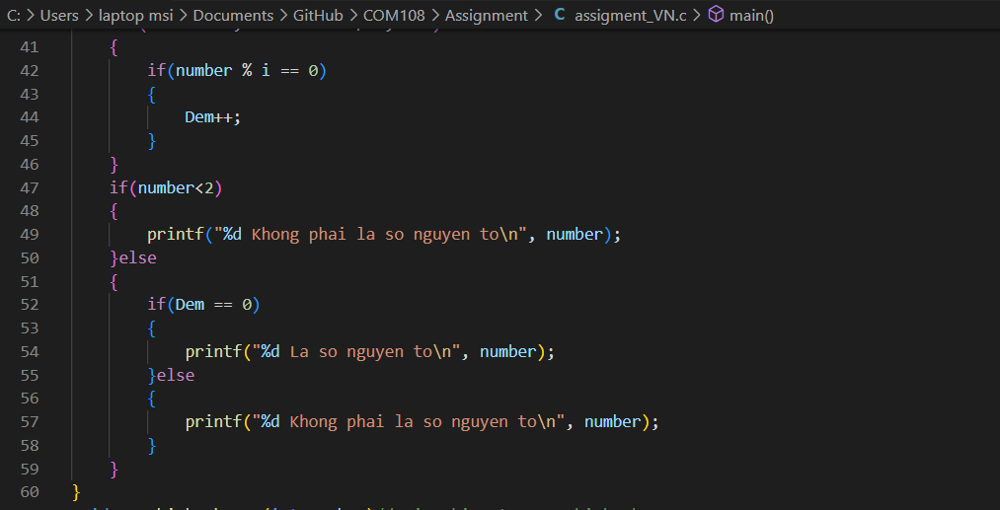 C: > Users > laptop msi > Documents > GitHub > COM108 > Assignment > C assigment_VN.c > main()
41 {
42 if(number % i == 0)
43 {
44 Dem++;
45 }
46 }
47 if(number<2)
48 {
49 printf("%d Khong phai la so nguyen to\n", number);
50 }else
51 {
52 if(Dem == 0)
53 {
54 printf("%d La so nguyen to\n", number);
55 }else
56 {
57 printf("%d Khong phai la so nguyen to\n", number);
58 }
59 }
60 }